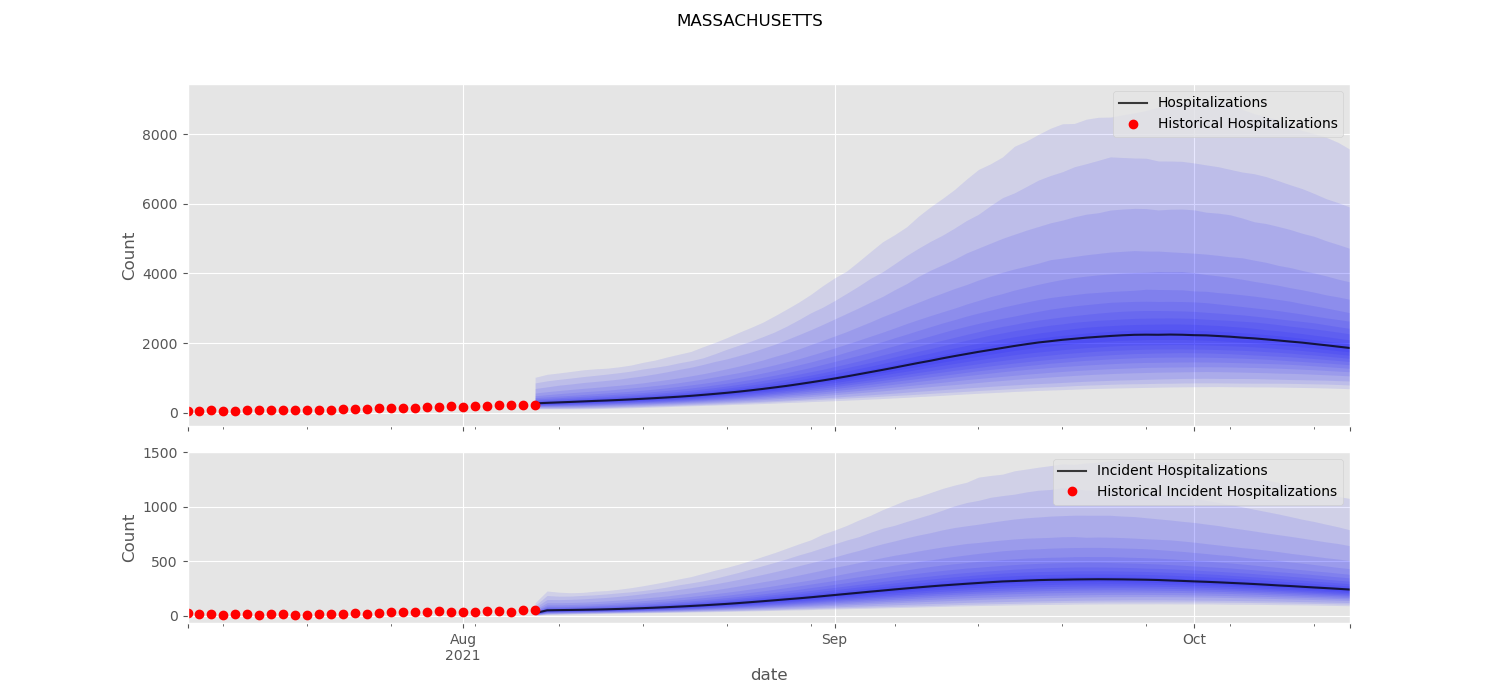 MASSACHUSETTS
Hospitalizations
Historical Hospitalizations
8000
6000
4000
2000
0
Count
Incident Hospitalizations
Historical Incident Hospitalizations
1500
1000
500
0
Count
Aug
2021
Sep
Oct
date